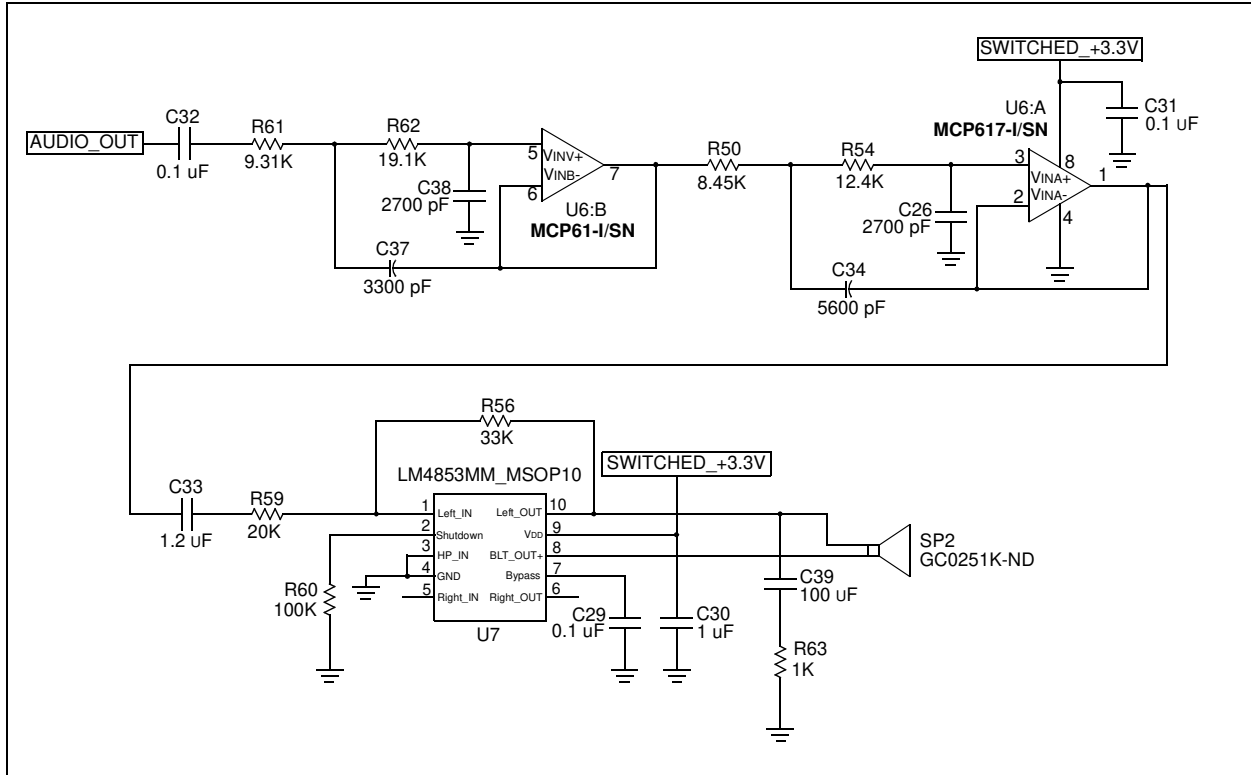 SWITCHED_+3.3V
C31
0.1 UF
U6:A
MCP617-I/SN
AUDIO_OUT
C32
0.1 uF
R61
9.31K
R62
19.1K
5
VINV+
VINB-
6
7
C38
2700 pF
U6:B
MCP61-I/SN
C37
3300 pF
R50
8.45K
R54
12.4K
3
8
VINA+
VINA-
2
1
4
C26
2700 pF
C34
5600 pF
R56
33K
SWITCHED_+3.3V
LM4853MM_MSOP10
C33
1.2 UF
R59
20K
1 Left_IN Left_OUT 10
2 Shutdown VDD 9
3 HP_IN BLT_OUT+ 8
4 GND Bypass 7
5 Right_IN Right_OUT 6
U7
R60
100K
C29
0.1 uF
C30
1 uF
SP2
GC0251K-ND
C39
100 UF
R63
1K